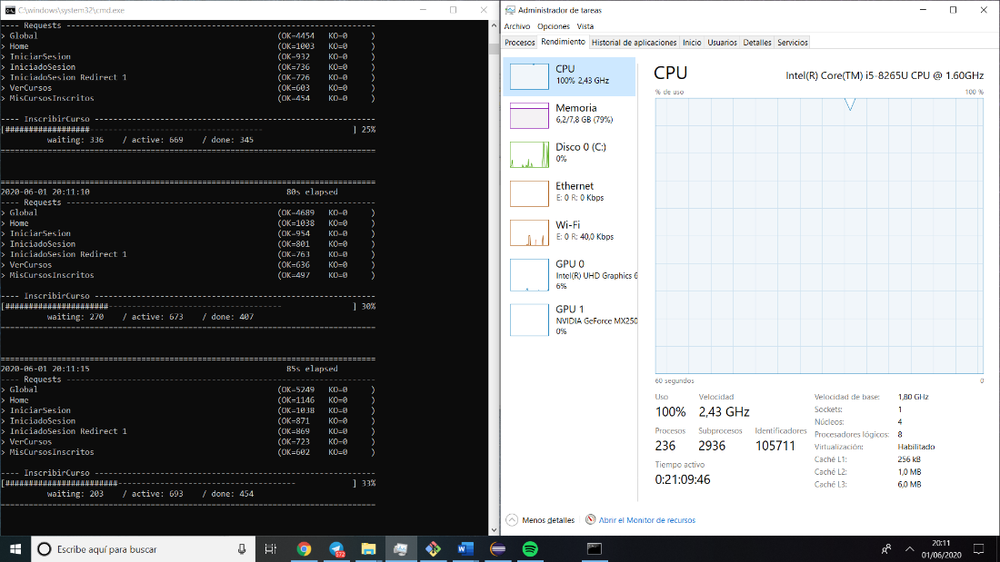 C:\windows\system32\cmd.exe
---- Requests ------------------------------------------------------------------
> Global (OK=4454 KO=0 )
> Home (OK=1003 KO=0 )
> IniciarSesion (OK=932 KO=0 )
> IniciadoSesion (OK=736 KO=0 )
> IniciadoSesion Redirect 1 (OK=726 KO=0 )
> VerCursos (OK=603 KO=0 )
> MisCursosInscritos (OK=454 KO=0 )
---- InscribirCurso ------------------------------------------------------------
[##################------------------------------------- ] 25%
waiting: 336 / active: 669 / done: 345
================================================================================
================================================================================
2020-06-01 20:11:10 80s elapsed
---- Requests ------------------------------------------------------------------
> Global (OK=4689 KO=0 )
> Home (OK=1038 KO=0 )
> IniciarSesion (OK=954 KO=0 )
> IniciadoSesion (OK=801 KO=0 )
> IniciadoSesion Redirect 1 (OK=763 KO=0 )
> VerCursos (OK=636 KO=0 )
> MisCursosInscritos (OK=497 KO=0 )
---- InscribirCurso ------------------------------------------------------------
[######################------------------------------------- ] 30%
waiting: 270 / active: 673 / done: 407
================================================================================
================================================================================
2020-06-01 20:11:15 85s elapsed
---- Requests ------------------------------------------------------------------
> Global (OK=5249 KO=0 )
> Home (OK=1146 KO=0 )
> IniciarSesion (OK=1038 KO=0 )
> IniciadoSesion (OK=871 KO=0 )
> IniciadoSesion Redirect 1 (OK=869 KO=0 )
> VerCursos (OK=723 KO=0 )
> MisCursosInscritos (OK=602 KO=0 )
---- InscribirCurso ------------------------------------------------------------
[########################-------------------------------------- ] 33%
waiting: 203 / active: 693 / done: 454
================================================================================
Administrador de tareas
Archivo Opciones Vista
Procesos Rendimiento Historial de aplicaciones Inicio Usuarios Detalles Servicios
CPU
100% 2,43 GHz
Memoria
6,2/7,8 GB (79%)
Disco 0 (C:)
0%
Ethernet
E: 0 R: 0 Kbps
Wi-Fi
E: 0 R: 40,0 Kbps
GPU 0
Intel(R) UHD Graphics 6
6%
GPU 1
NVIDIA GeForce MX250
0%
CPU Intel(R) Core(TM) i5-8265U CPU @ 1.60GHz
% de uso 100 %
60 segundos 0
Uso Velocidad
100% 2,43 GHz
Procesos Subprocesos Identificadores
236 2936 105711
Tiempo activo
0:21:09:46
Velocidad de base: 1,80 GHz
Sockets: 1
Núcleos: 4
Procesadores lógicos: 8
Virtualización: Habilitado
Caché L1: 256 kB
Caché L2: 1,0 MB
Caché L3: 6,0 MB
Menos detalles Abrir el Monitor de recursos
Escribe aquí para buscar
572
20:11
01/06/2020